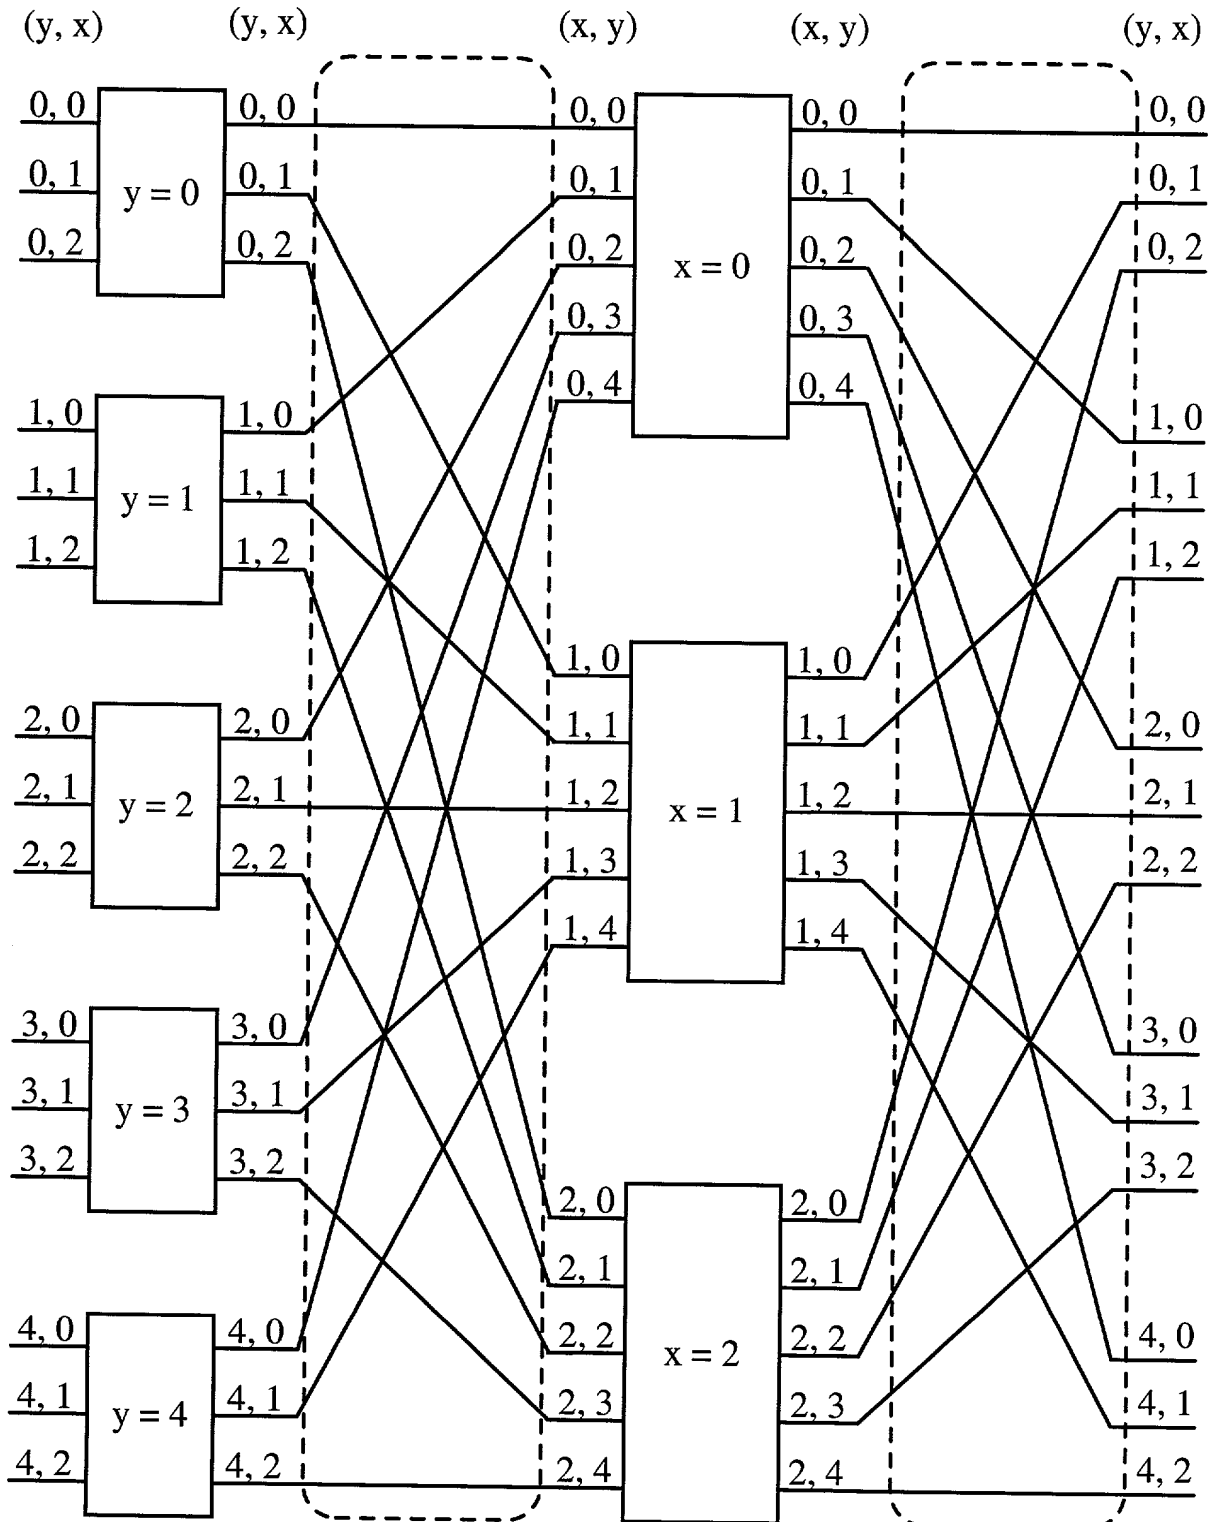 (y, x) (y, x) (x, y) (x, y) (y, x)
0, 0 0, 0 0, 0 0, 0 0, 0
0, 1 y = 0 0, 1 0, 1 0, 1 0, 1
0, 2 0, 2 0, 2 x = 0 0, 2 0, 2
0, 3 0, 3
0, 4 0, 4
1, 0 1, 0 1, 0
1, 1 y = 1 1, 1 1, 1
1, 2 1, 2 1, 2
1, 0 1, 0
2, 0 2, 0 1, 1 1, 1 2, 0
2, 1 y = 2 2, 1 1, 2 x = 1 1, 2 2, 1
2, 2 2, 2 1, 3 1, 3 2, 2
1, 4 1, 4
3, 0 3, 0 3, 0
3, 1 y = 3 3, 1 3, 1
3, 2 3, 2 3, 2
2, 0 2, 0
2, 1 2, 1
4, 0 4, 0 2, 2 x = 2 2, 2 4, 0
4, 1 y = 4 4, 1 2, 3 2, 3 4, 1
4, 2 4, 2 2, 4 2, 4 4, 2